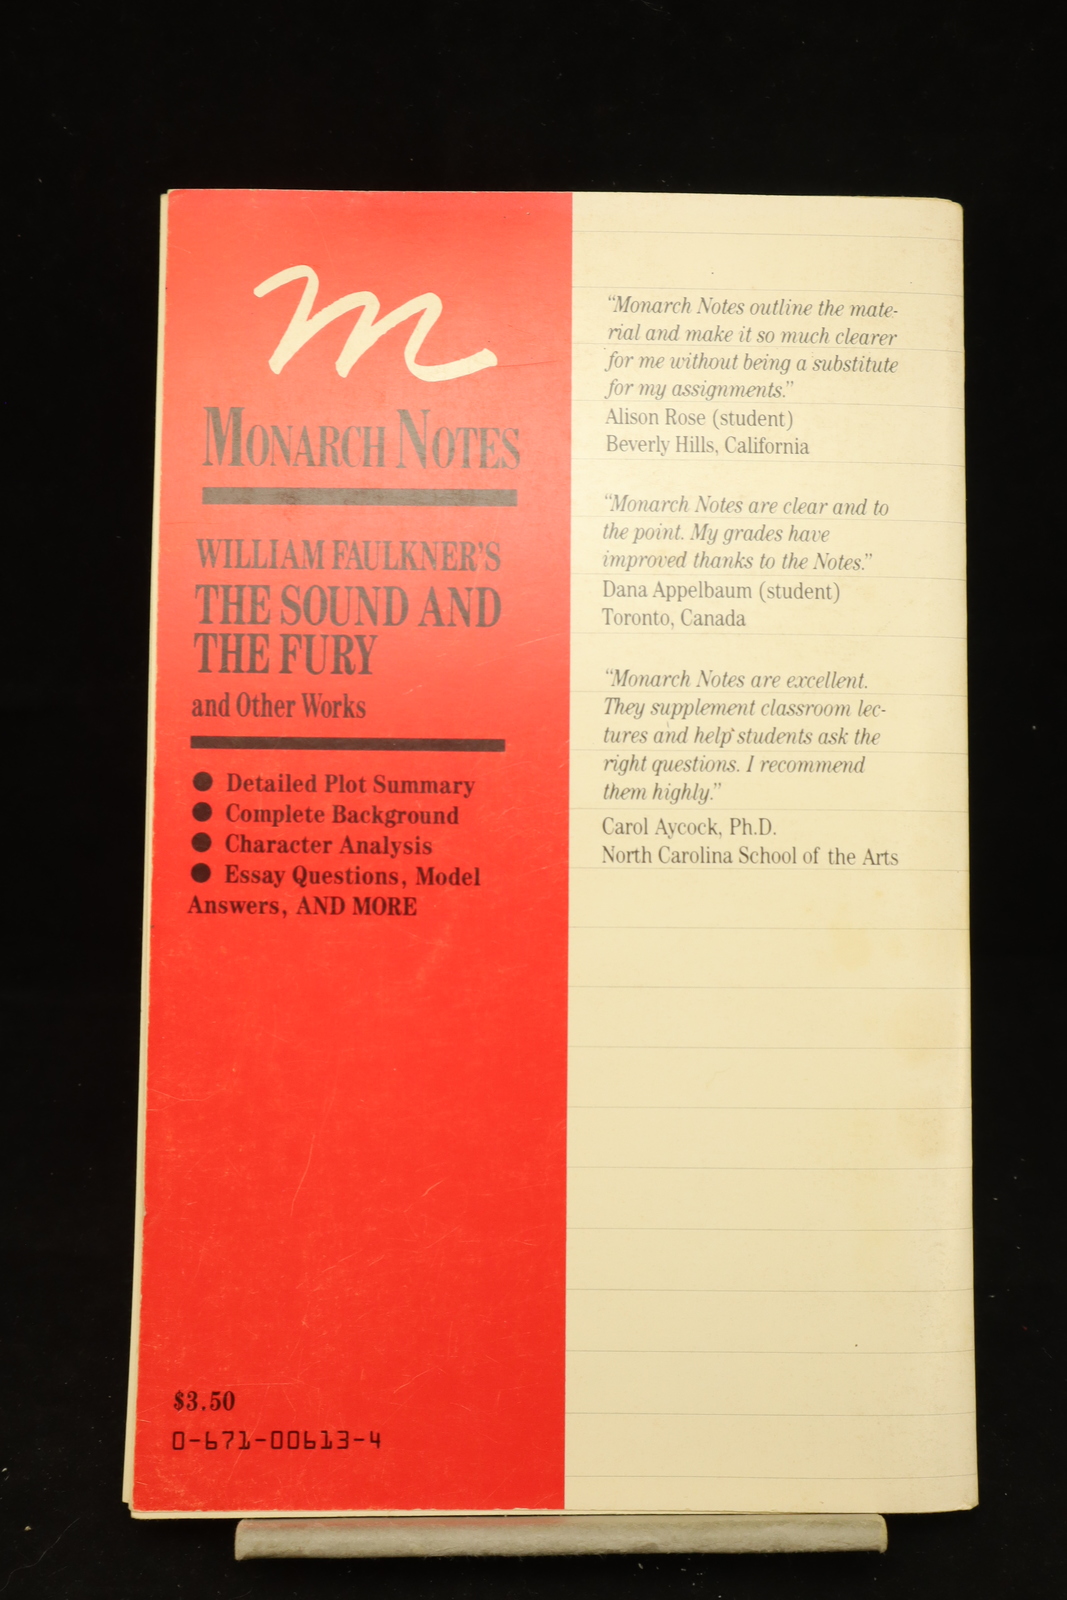 m
MONARCH NOTES
WILLIAM FAULKNER'S
THE SOUND AND
THE FURY
and Other Works
● Detailed Plot Summary
● Complete Background
● Character Analysis
● Essay Questions, Model
Answers, AND MORE
$3.50
0-671-00613-4
“Monarch Notes outline the mate-
rial and make it so much clearer
for me without being a substitute
for my assignments.”
Alison Rose (student)
Beverly Hills, California
“Monarch Notes are clear and to
the point. My grades have
improved thanks to the Notes.”
Dana Appelbaum (student)
Toronto, Canada
“Monarch Notes are excellent.
They supplement classroom lec-
tures and help students ask the
right questions. I recommend
them highly.”
Carol Aycock, Ph.D.
North Carolina School of the Arts